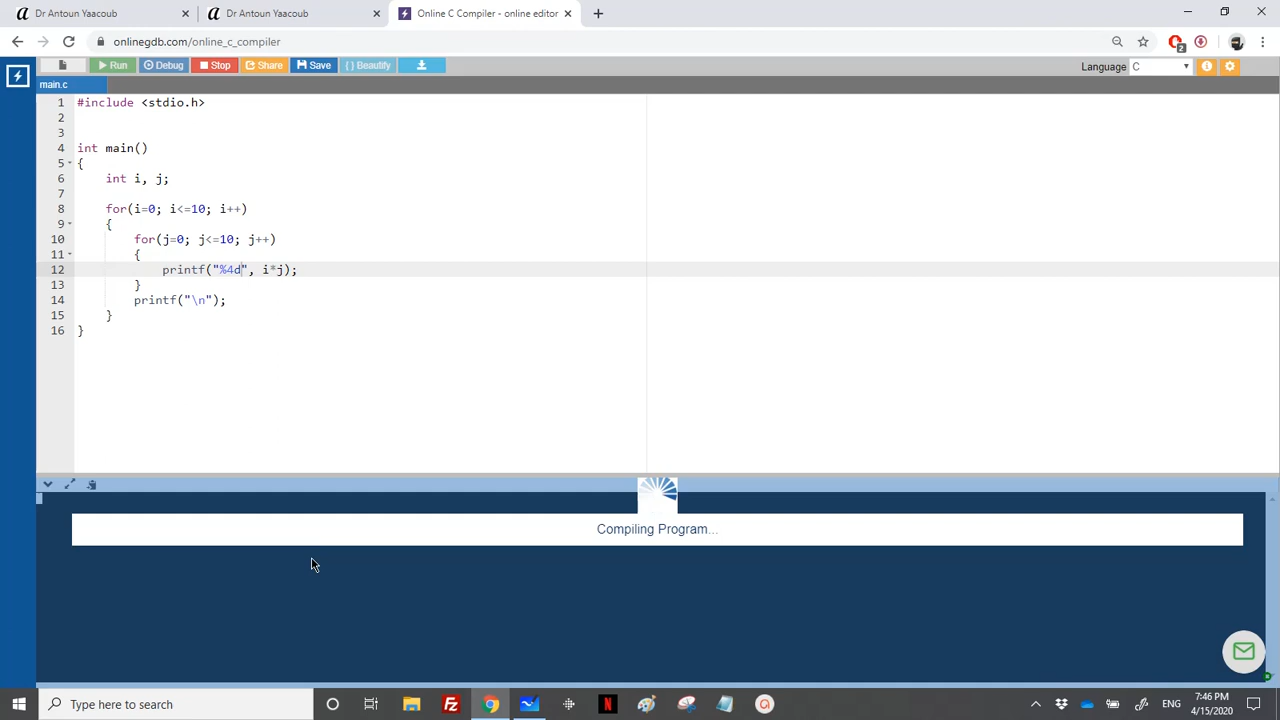 Dr Antoun Yaacoub
Dr Antoun Yaacoub
Online C Compiler - online editor
onlinegdb.com/online_c_compiler
2
Run
Debug
Stop
Share
Save
{ } Beautify
Language
C
main.c
1 #include <stdio.h>
2
3
4 int main()
5 {
6     int i, j;
7
8     for(i=0; i<=10; i++)
9     {
10         for(j=0; j<=10; j++)
11         {
12             printf("%4d", i*j);
13         }
14         printf("\n");
15     }
16 }
Compiling Program...
Type here to search
ENG
7:46 PM
4/15/2020